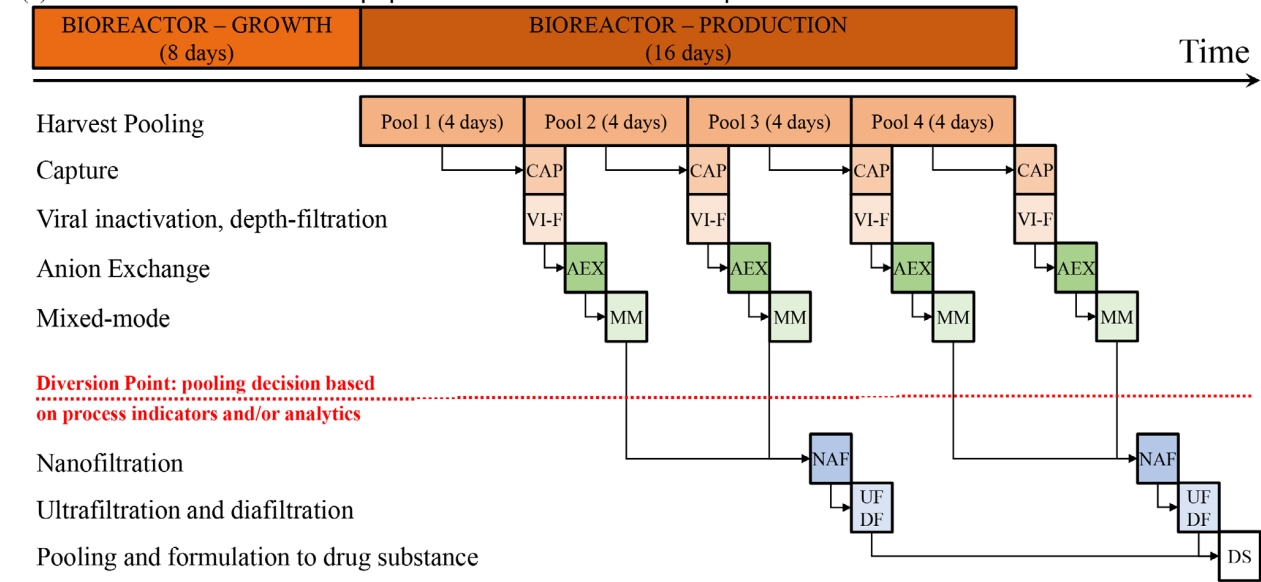 BIOREACTOR – GROWTH
(8 days)
BIOREACTOR – PRODUCTION
(16 days)
Time
Harvest Pooling
Pool 1 (4 days)
Pool 2 (4 days)
Pool 3 (4 days)
Pool 4 (4 days)
Capture
CAP
CAP
CAP
CAP
Viral inactivation, depth-filtration
VI-F
VI-F
VI-F
VI-F
Anion Exchange
AEX
AEX
AEX
AEX
Mixed-mode
MM
MM
MM
MM
Diversion Point: pooling decision based
on process indicators and/or analytics
Nanofiltration
NAF
NAF
Ultrafiltration and diafiltration
UF
DF
UF
DF
Pooling and formulation to drug substance
DS